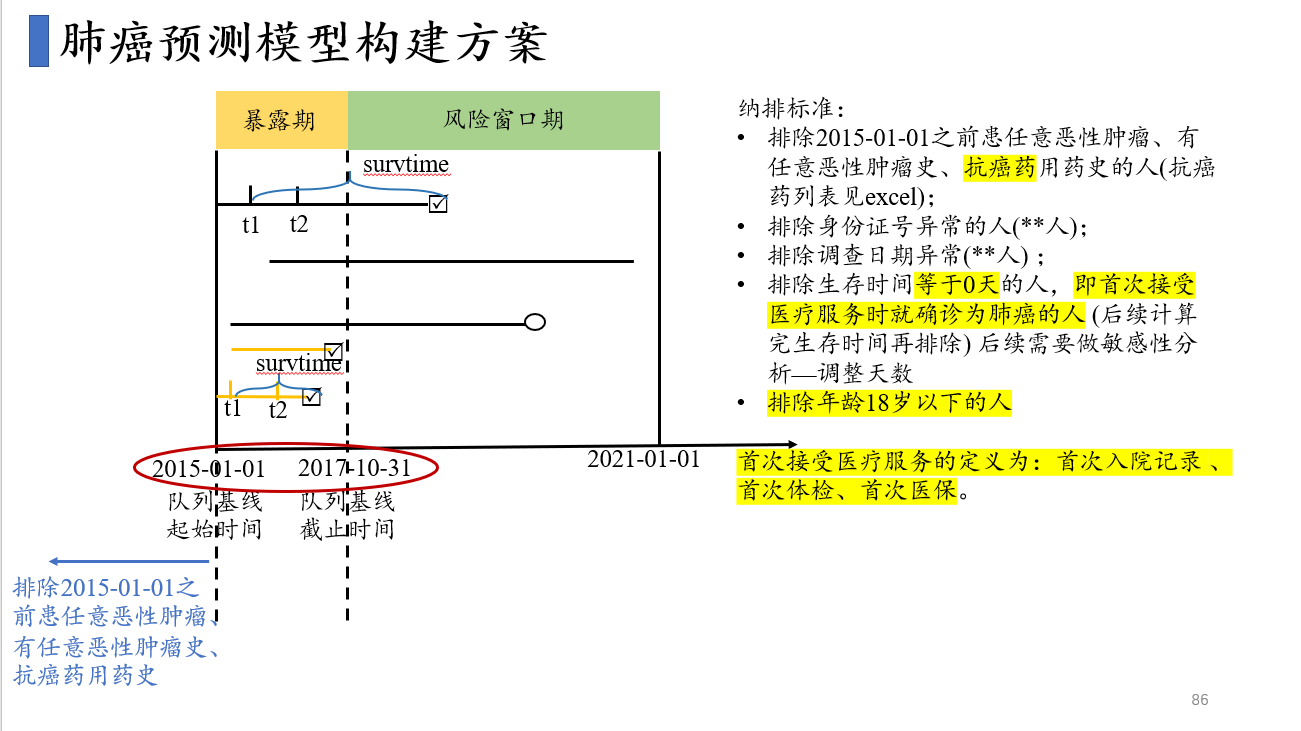 肺癌预测模型构建方案
暴露期
风险窗口期
survtime
t1
t2
survtime
t1
t2
2015-01-01
2017-10-31
2021-01-01
队列基线
起始时间
队列基线
截止时间
排除2015-01-01之
前患任意恶性肿瘤、
有任意恶性肿瘤史、
抗癌药用药史
纳排标准：
• 排除2015-01-01之前患任意恶性肿瘤、有
任意恶性肿瘤史、抗癌药用药史的人(抗癌
药列表见excel)；
• 排除身份证号异常的人(**人)；
• 排除调查日期异常(**人) ；
• 排除生存时间等于0天的人，即首次接受
医疗服务时就确诊为肺癌的人 (后续计算
完生存时间再排除) 后续需要做敏感性分
析—调整天数
• 排除年龄18岁以下的人
首次接受医疗服务的定义为：首次入院记录 、
首次体检、首次医保。
86